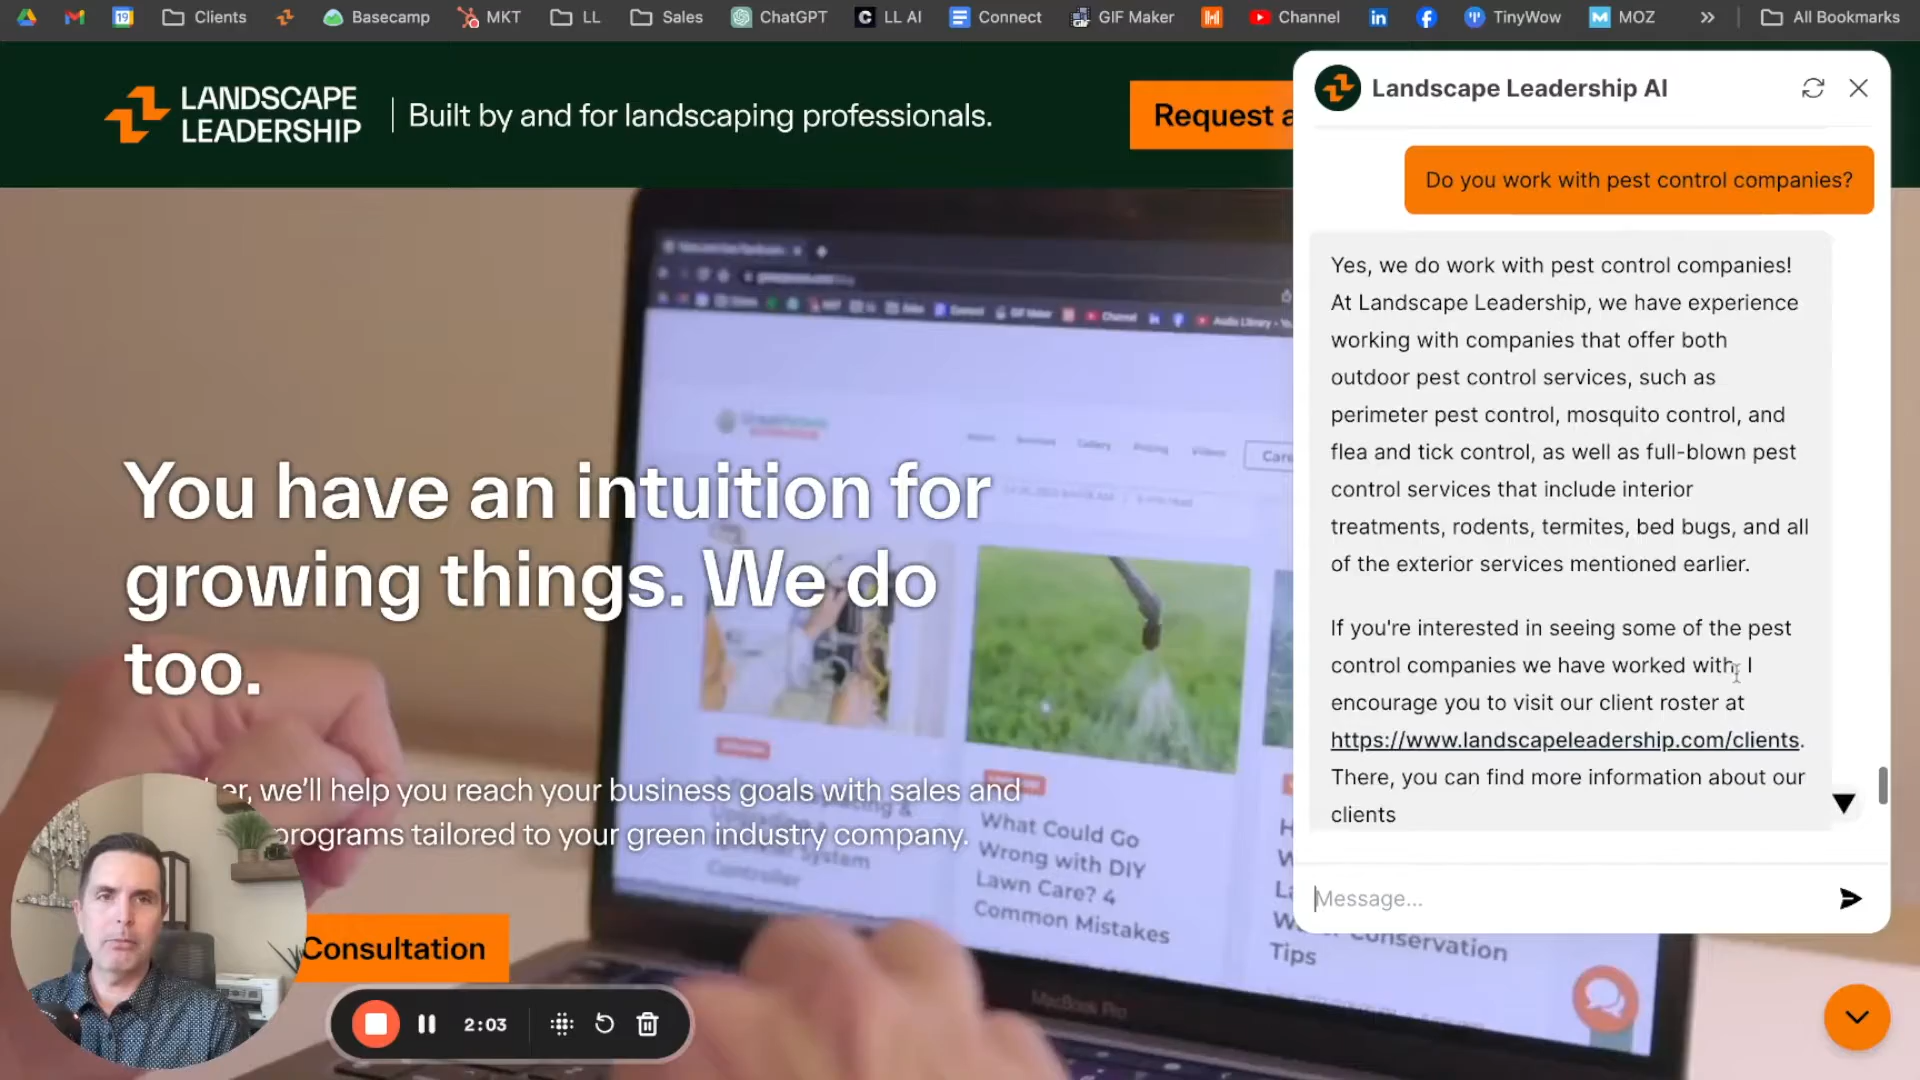 Clients
Basecamp
MKT
LL
Sales
ChatGPT
LL AI
Connect
GIF Maker
Channel
TinyWow
MOZ
All Bookmarks
LANDSCAPE
LEADERSHIP
Built by and for landscaping professionals.
Request a
Landscape Leadership AI
Do you work with pest control companies?
Yes, we do work with pest control companies!
At Landscape Leadership, we have experience
working with companies that offer both
outdoor pest control services, such as
perimeter pest control, mosquito control, and
flea and tick control, as well as full-blown pest
control services that include interior
treatments, rodents, termites, bed bugs, and all
of the exterior services mentioned earlier.
If you're interested in seeing some of the pest
control companies we have worked with, I
encourage you to visit our client roster at
https://www.landscapeleadership.com/clients.
There, you can find more information about our
clients
Message...
You have an intuition for
growing things. We do
too.
er, we'll help you reach your business goals with sales and
programs tailored to your green industry company.
Consultation
2:03
What Could Go
Wrong with DIY
Lawn Care? 4
Common Mistakes
Conservation
Tips
MacBook Pro